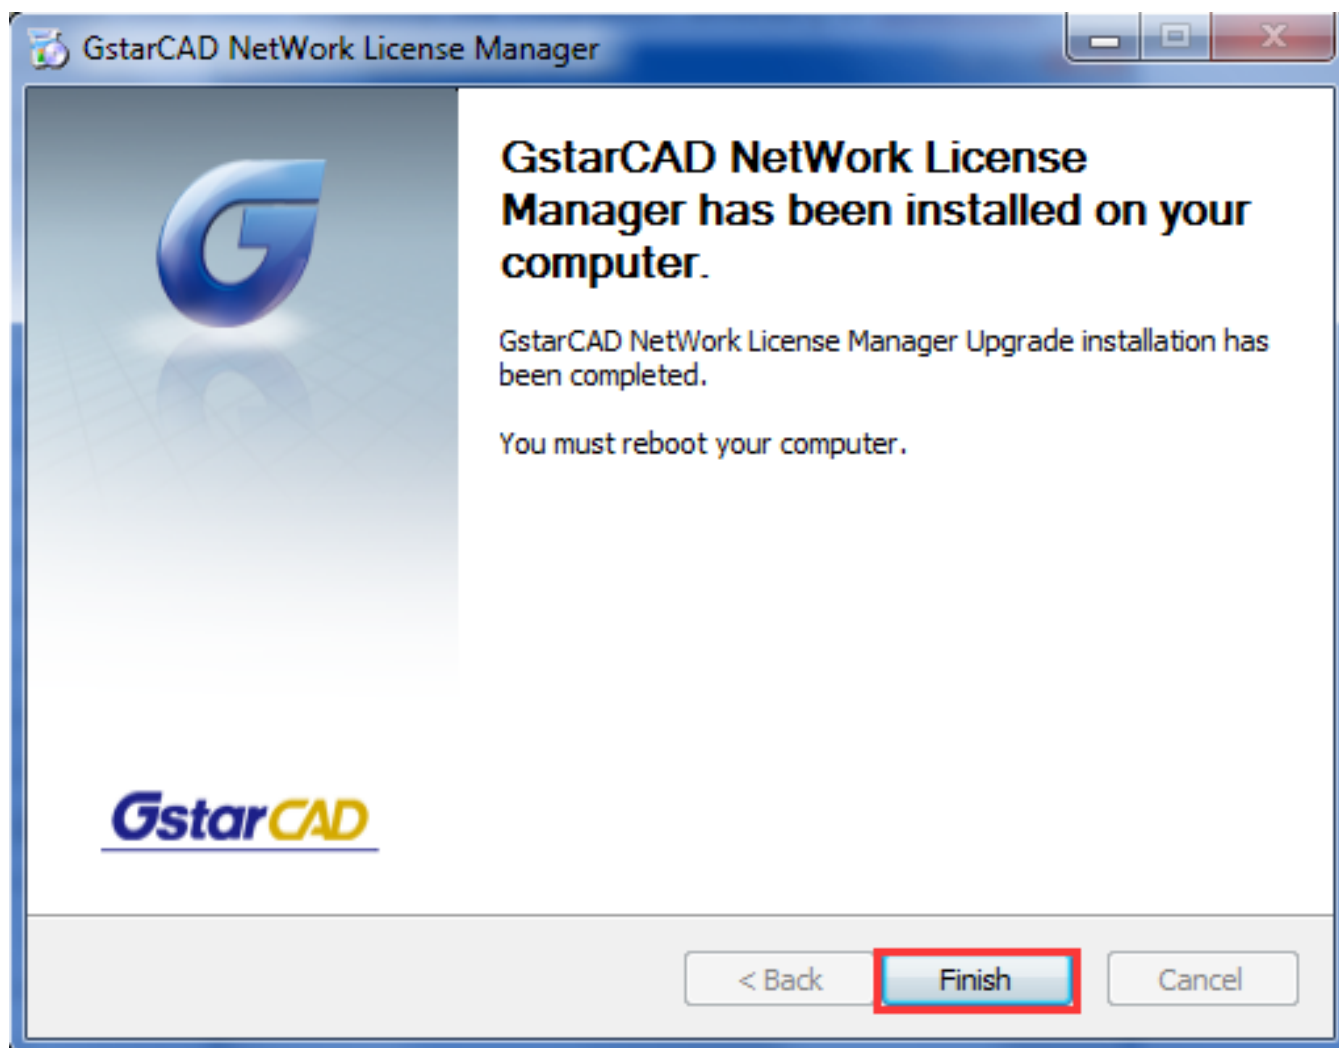 GstarCAD NetWork License Manager
GstarCAD NetWork License
Manager has been installed on your
computer.
GstarCAD NetWork License Manager Upgrade installation has
been completed.
You must reboot your computer.
GstarCAD
< Back
Finish
Cancel